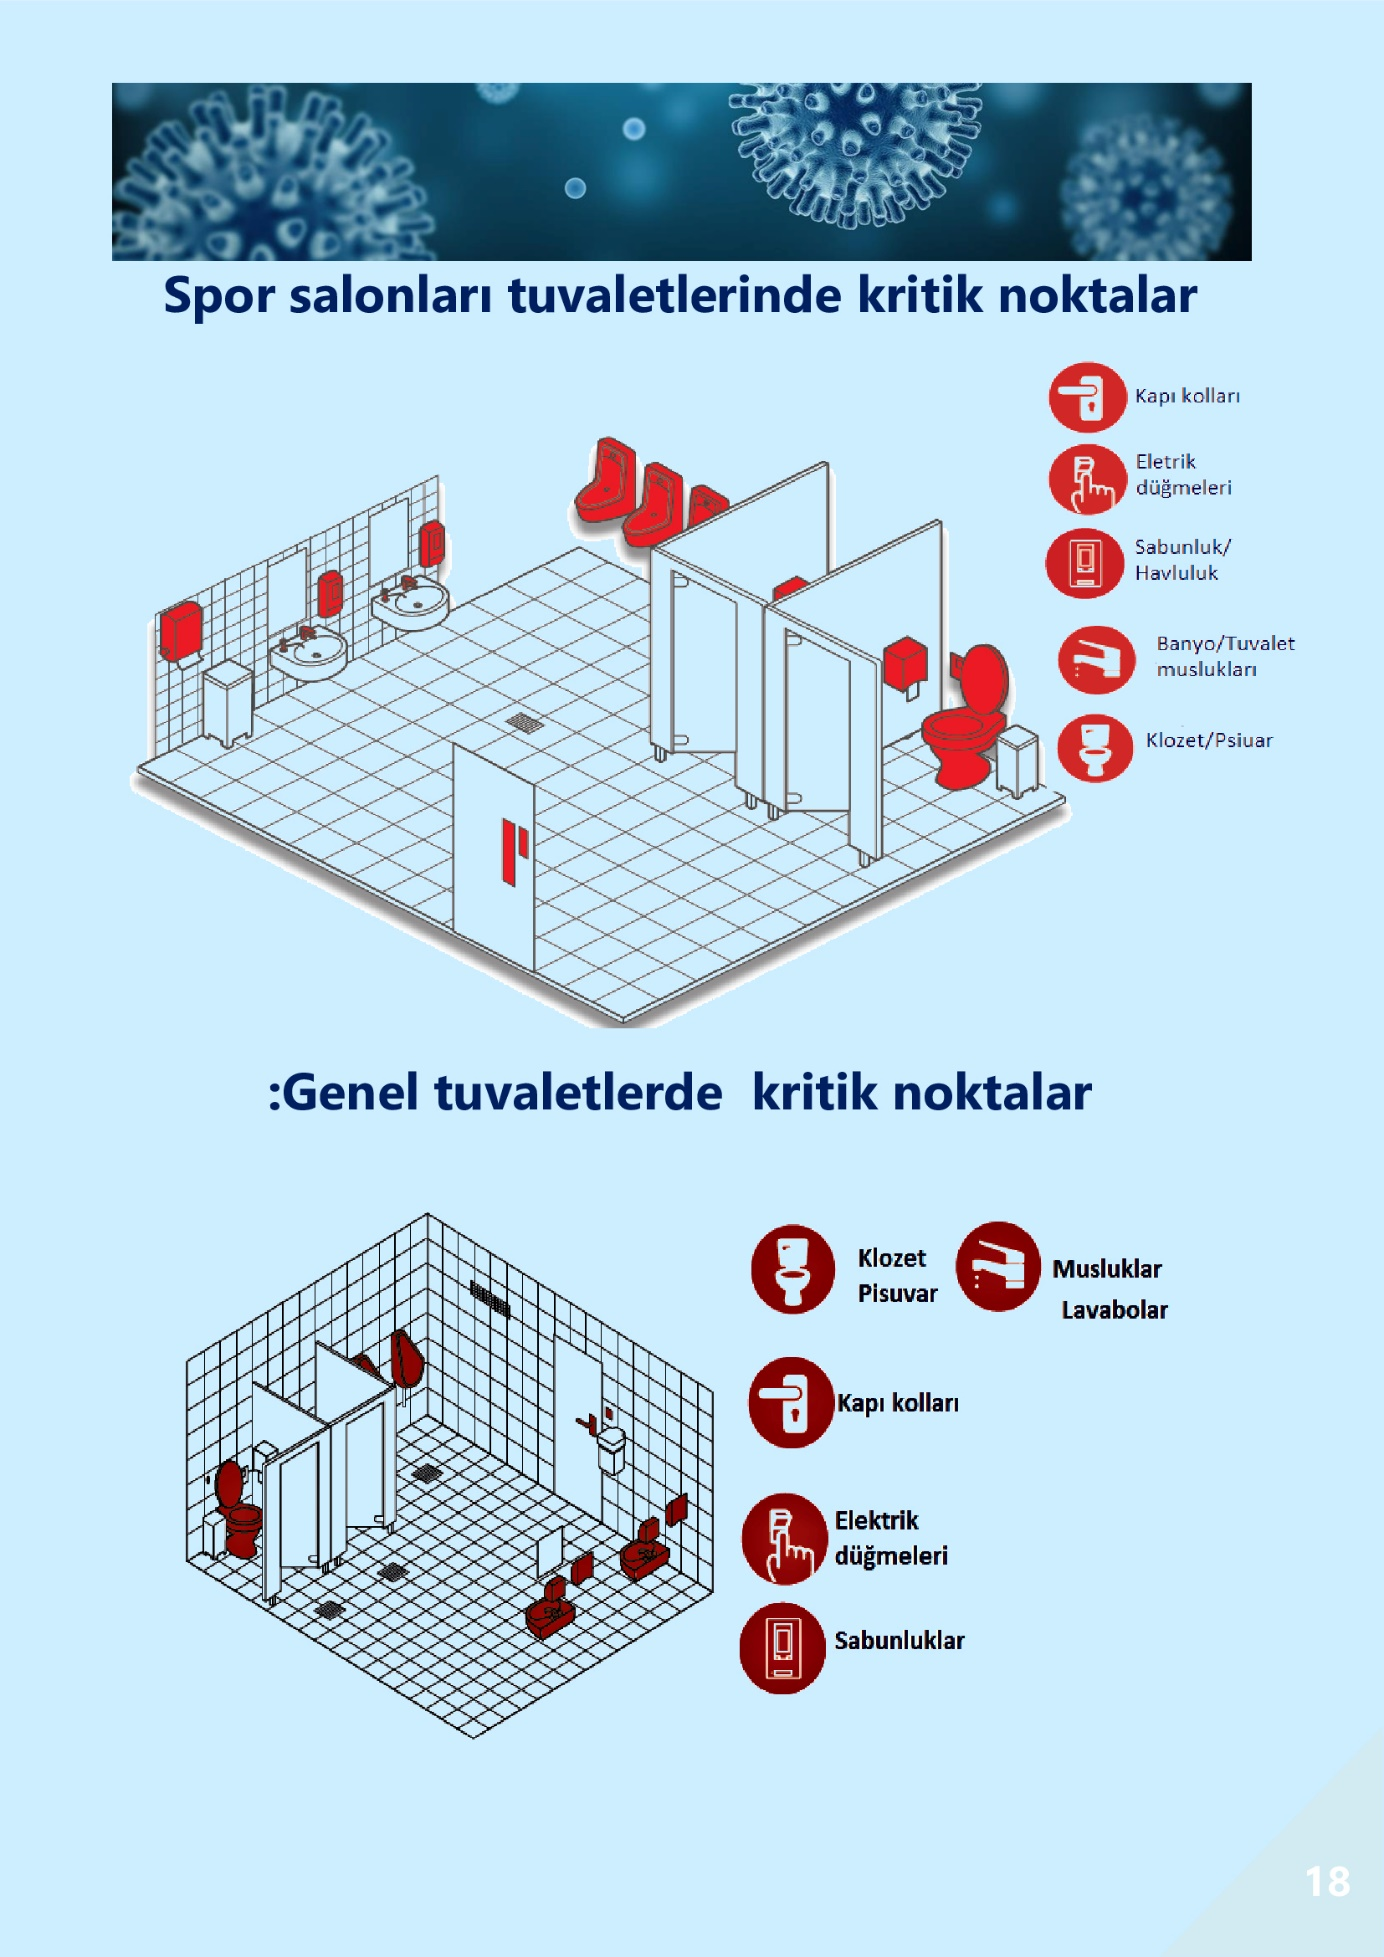 Spor salonları tuvaletlerinde kritik noktalar
Kapı kolları
Eletrik
düğmeleri
Sabunluk/
Havluluk
Banyo/Tuvalet
muslukları
Klozet/Psiuar
:Genel tuvaletlerde kritik noktalar
Klozet
Pisuvar
Musluklar
Lavabolar
Kapı kolları
Elektrik
düğmeleri
Sabunluklar
18